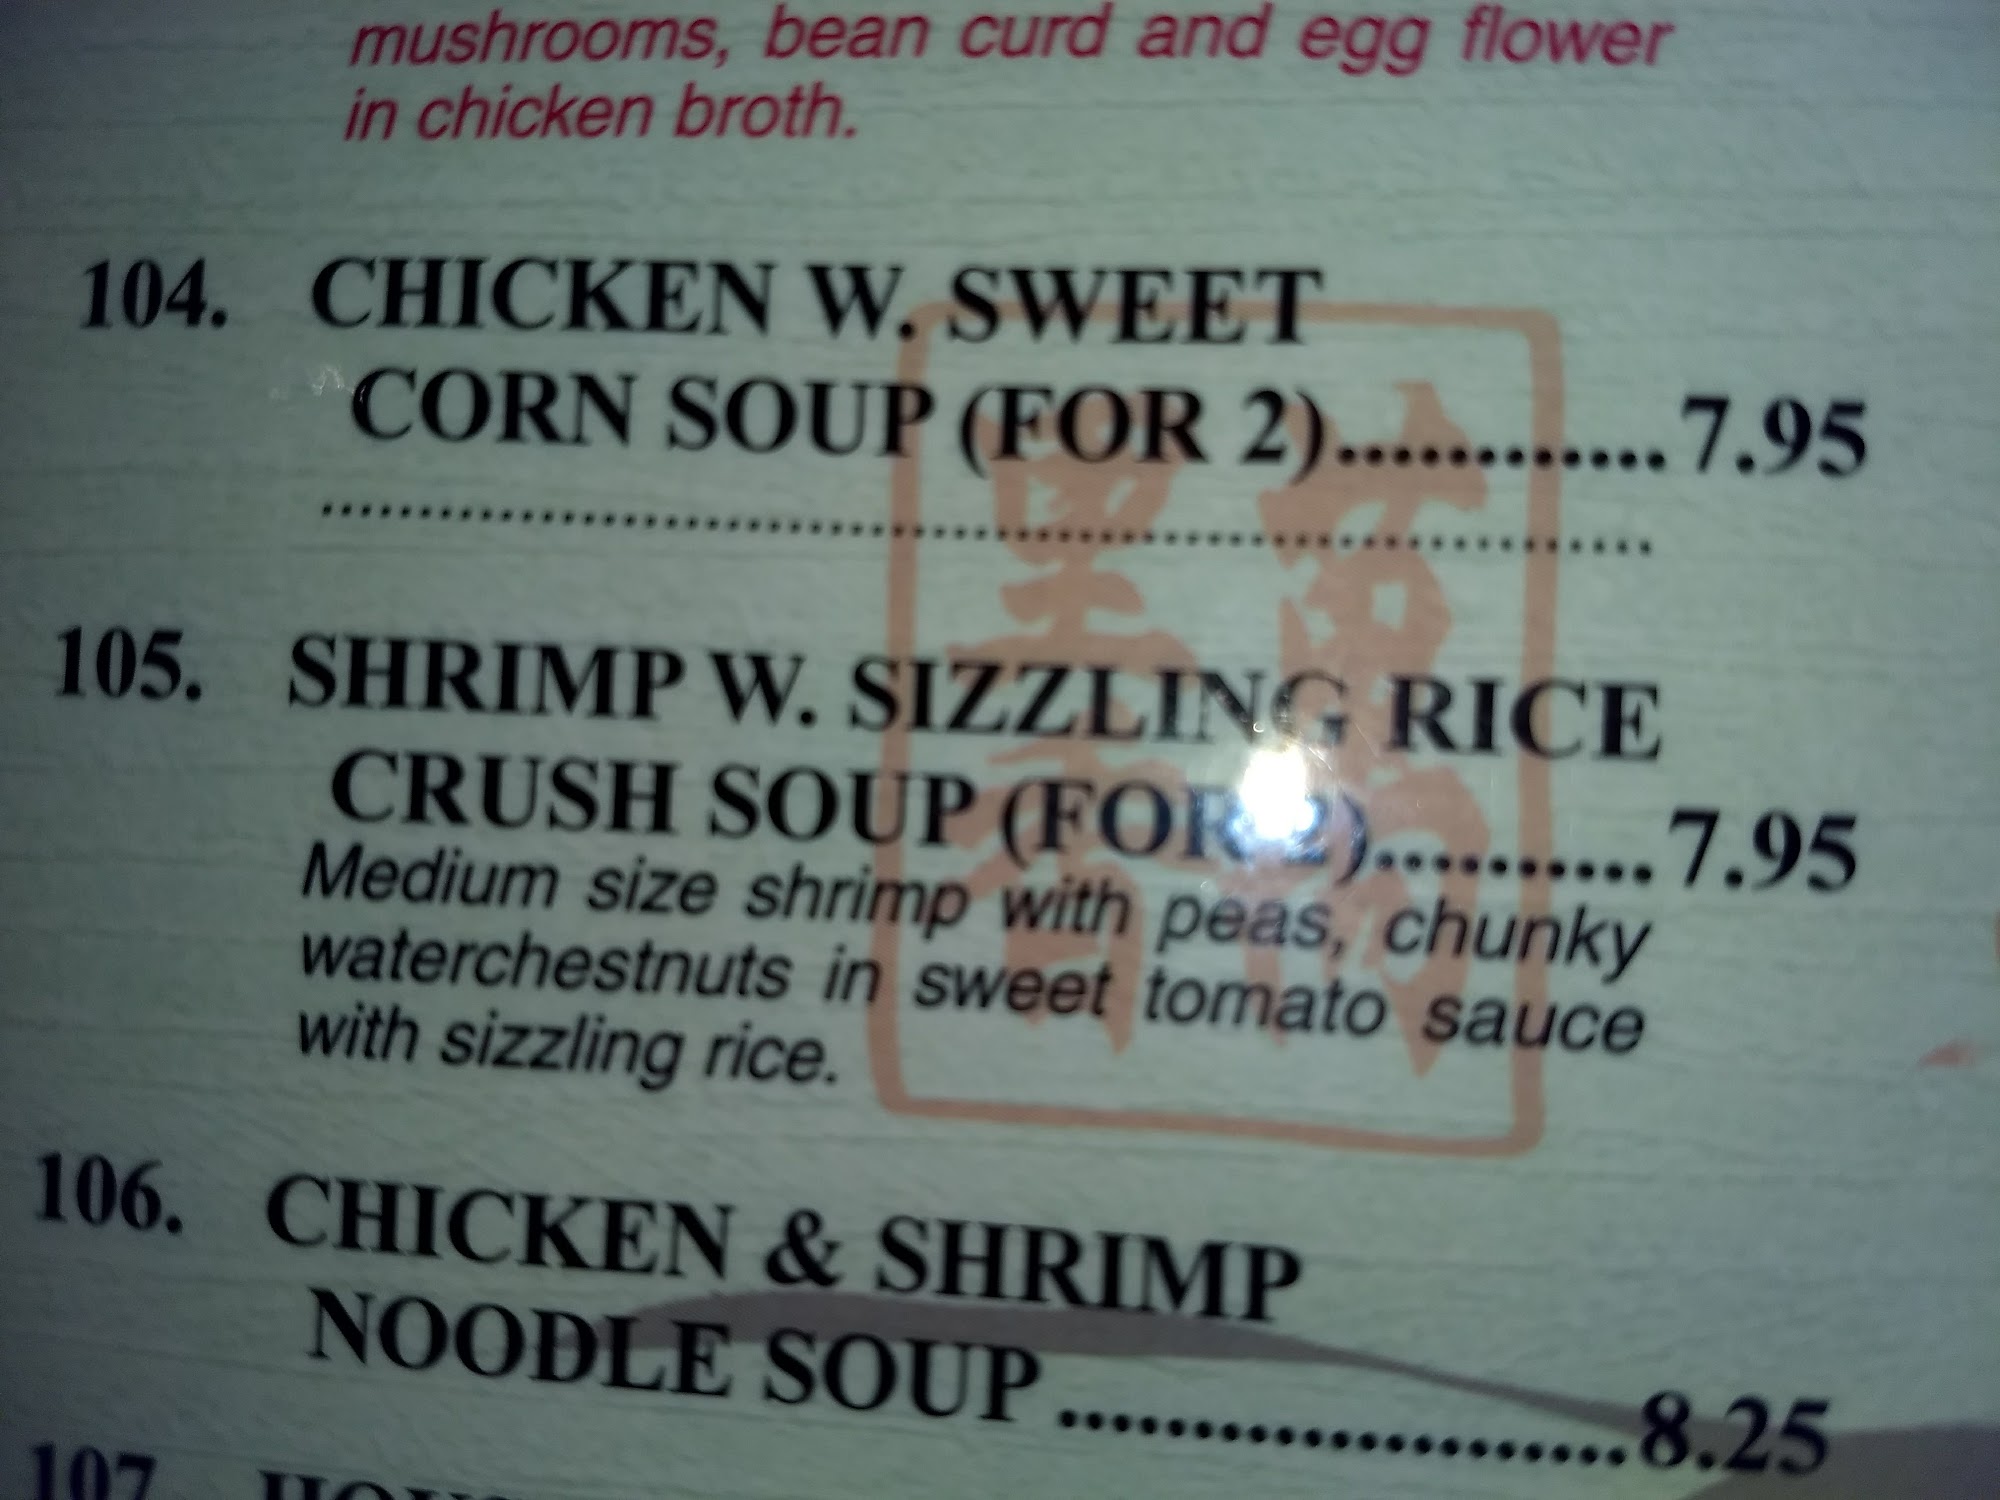 mushrooms, bean curd and egg flower
in chicken broth.
104. CHICKEN W. SWEET
CORN SOUP (FOR 2)............7.95
105. SHRIMP W. SIZZLING RICE
CRUSH SOUP (FOR 2)..........7.95
Medium size shrimp with peas, chunky
waterchestnuts in sweet tomato sauce
with sizzling rice.
106. CHICKEN & SHRIMP
NOODLE SOUP .....................8.25
107